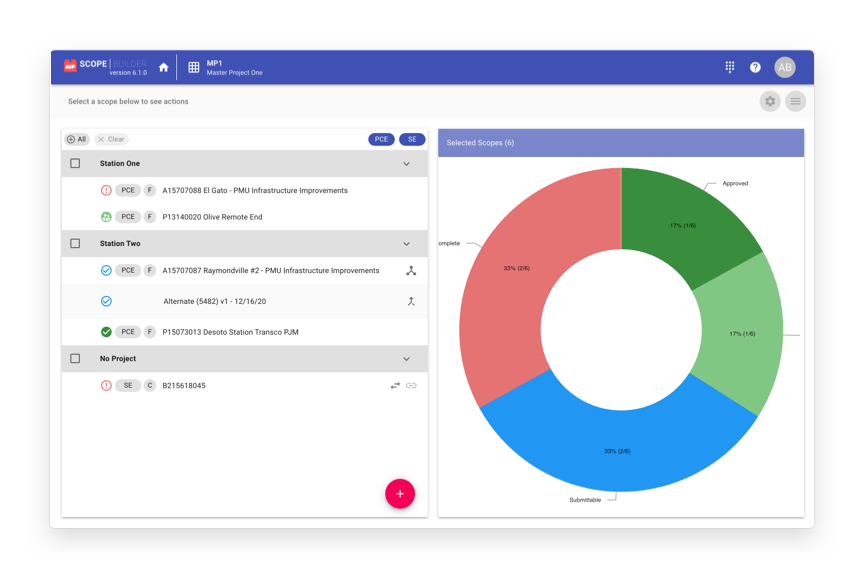 AEP SCOPE | BUILDER
version 6.1.0
MP1
Master Project One
?
AB
Select a scope below to see actions
All
Clear
PCE
SE
Station One
PCE F A15707088 El Gato - PMU Infrastructure Improvements
PCE F P13140020 Olive Remote End
Station Two
PCE F A15707087 Raymondville #2 - PMU Infrastructure Improvements
Alternate (5482) v1 - 12/16/20
PCE F P15073013 Desoto Station Transco PJM
No Project
SE C B215618045
+
Selected Scopes (6)
Approved
17% (1/6)
omplete
33% (2/6)
17% (1/6)
33% (2/6)
Submittable